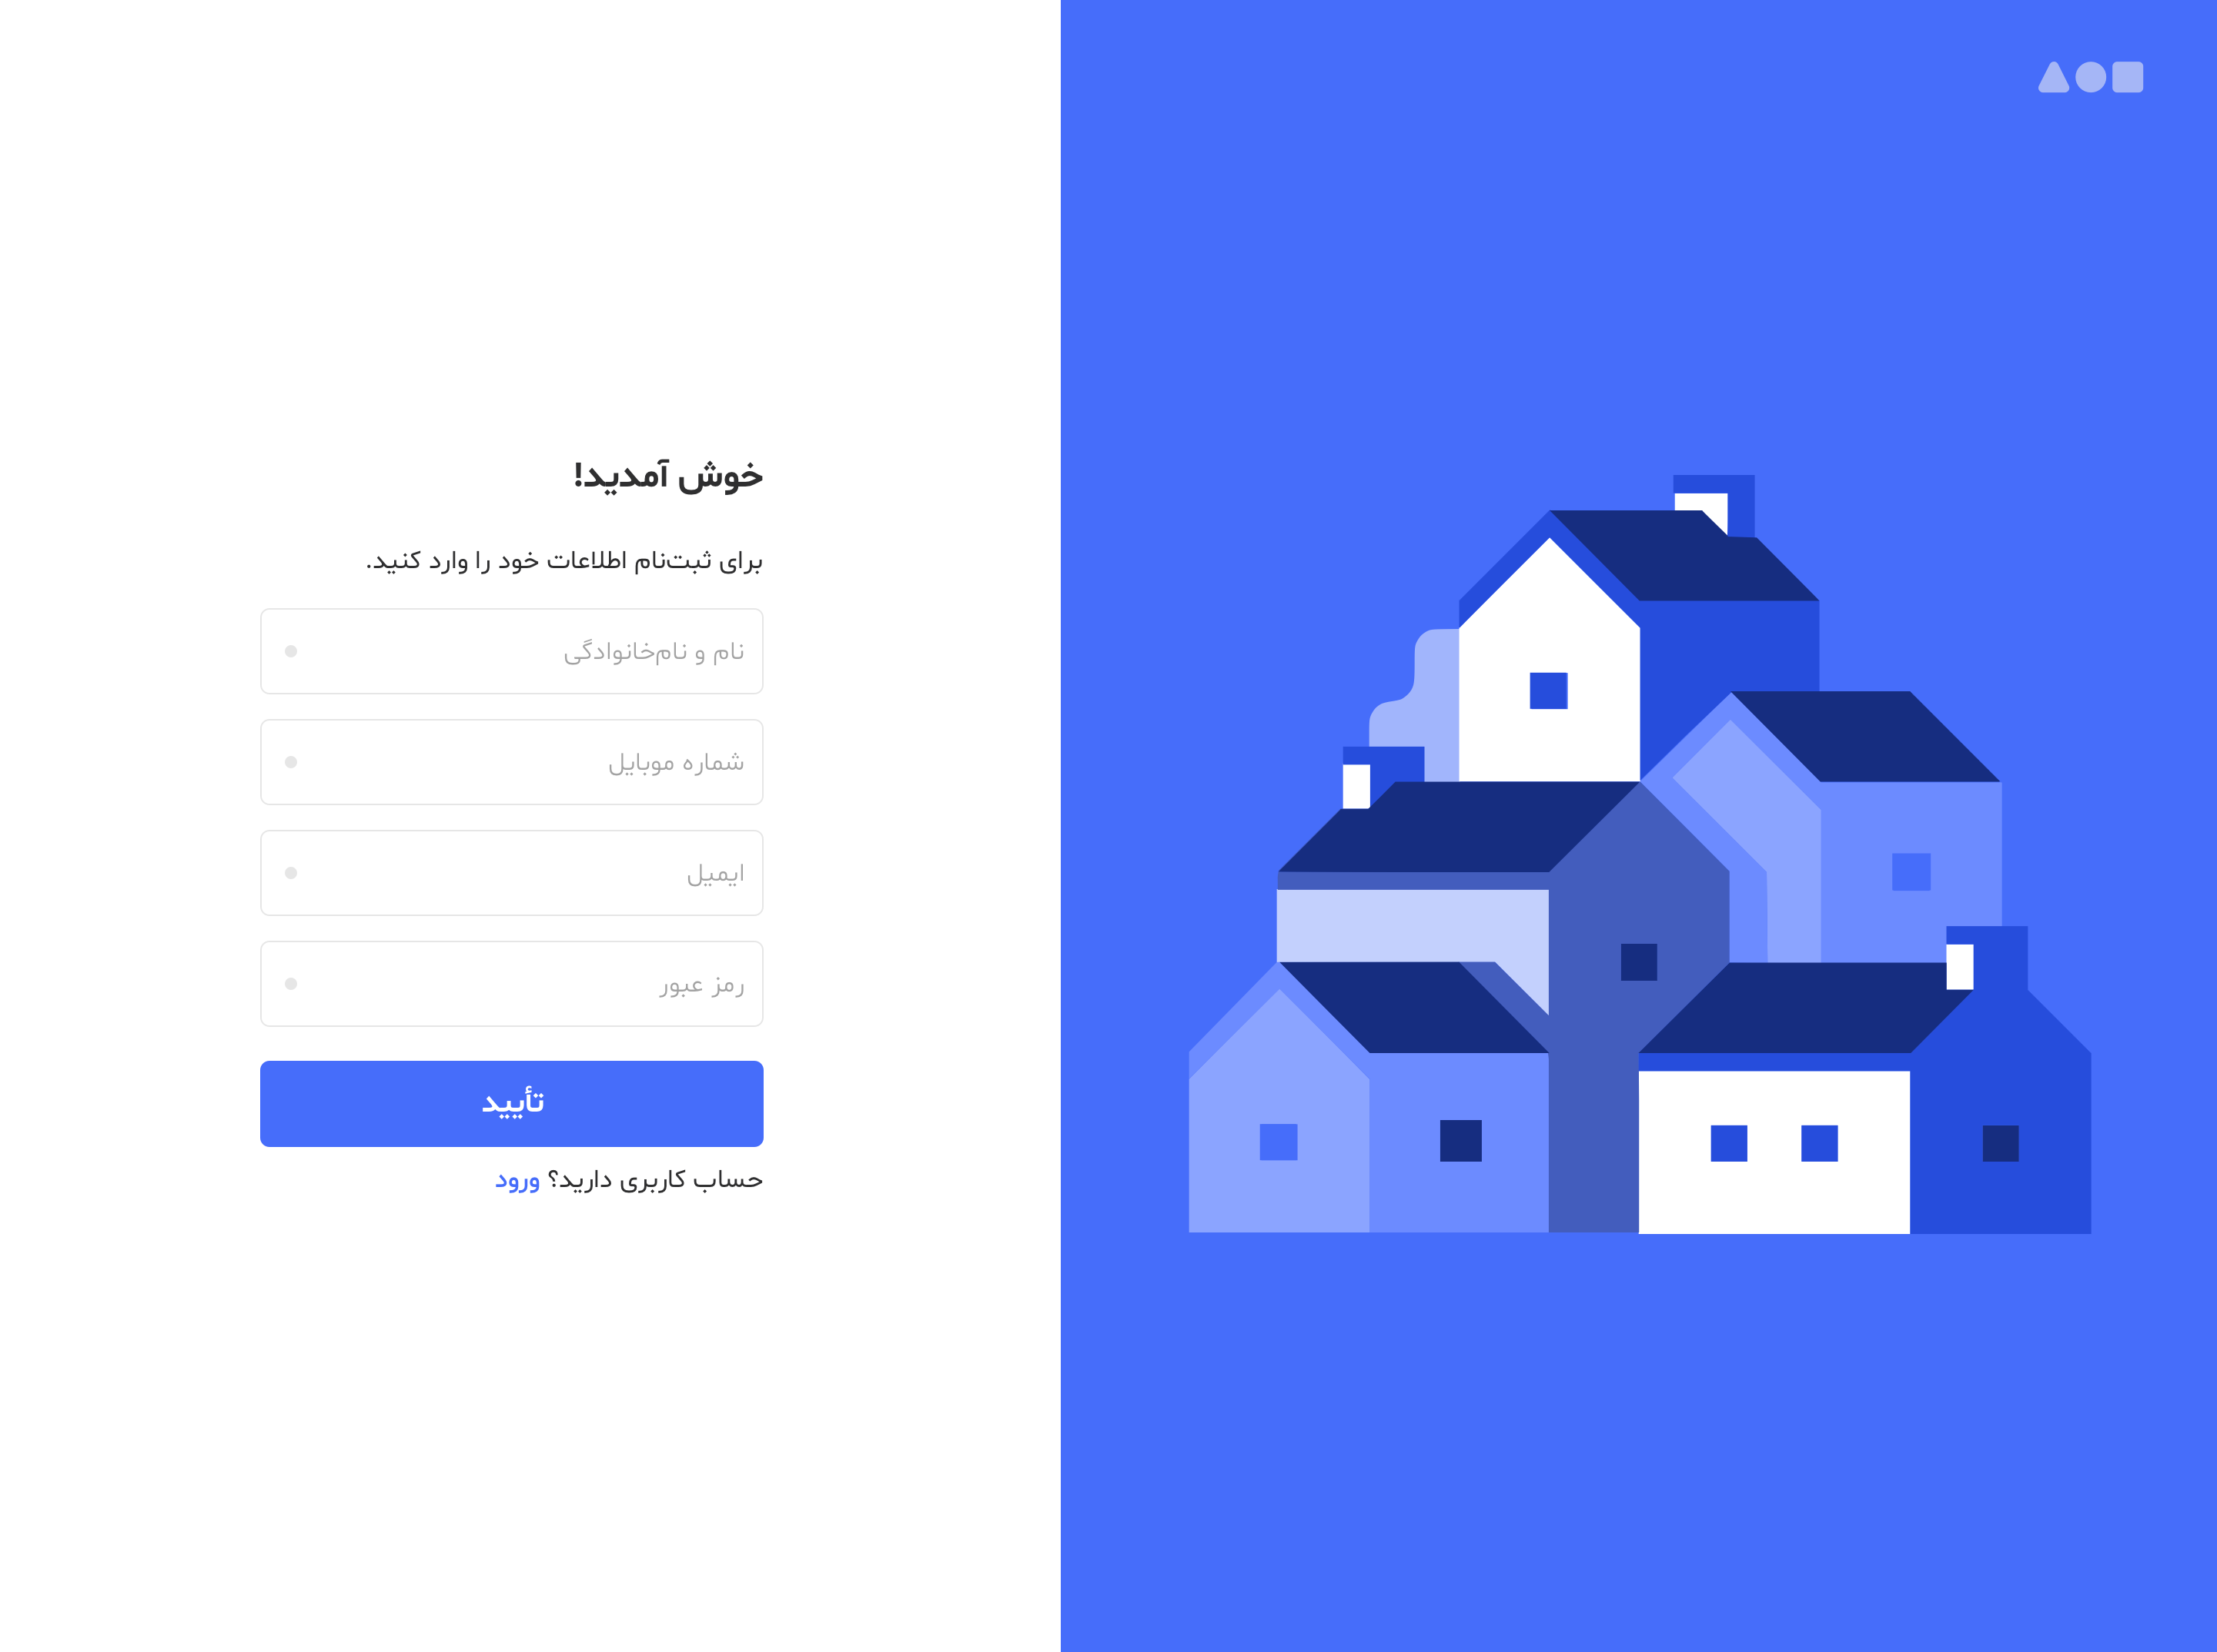 خوش آمدید!
برای ثبت‌نام اطلاعات خود را وارد کنید.
نام و نام‌خانوادگی
شماره موبایل
ایمیل
رمز عبور
تأیید
حساب کاربری دارید؟ ورود